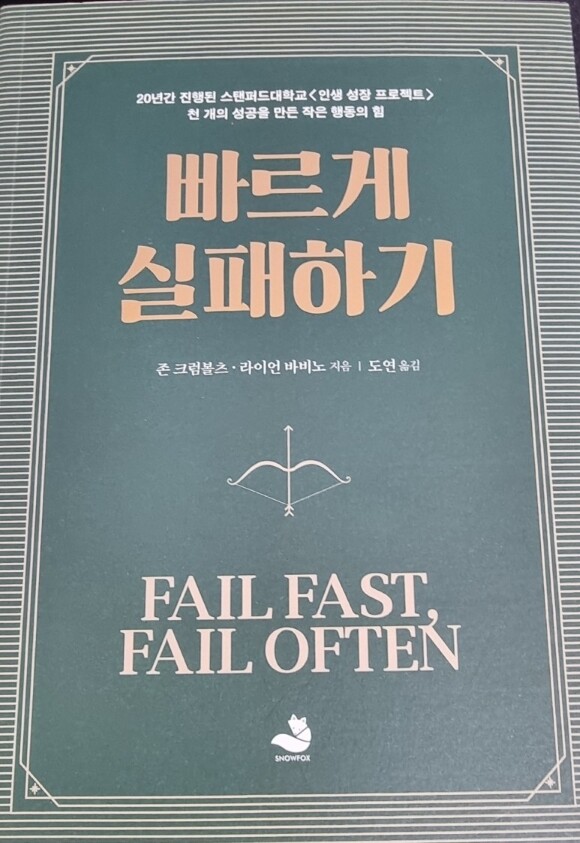 20년간 진행된 스탠퍼드대학교<인생 성장 프로젝트>
천 개의 성공을 만든 작은 행동의 힘
빠르게
실패하기
존 크럼볼츠 · 라이언 바비노 지음 | 도연 옮김
FAIL FAST,
FAIL OFTEN
SNOWFOX